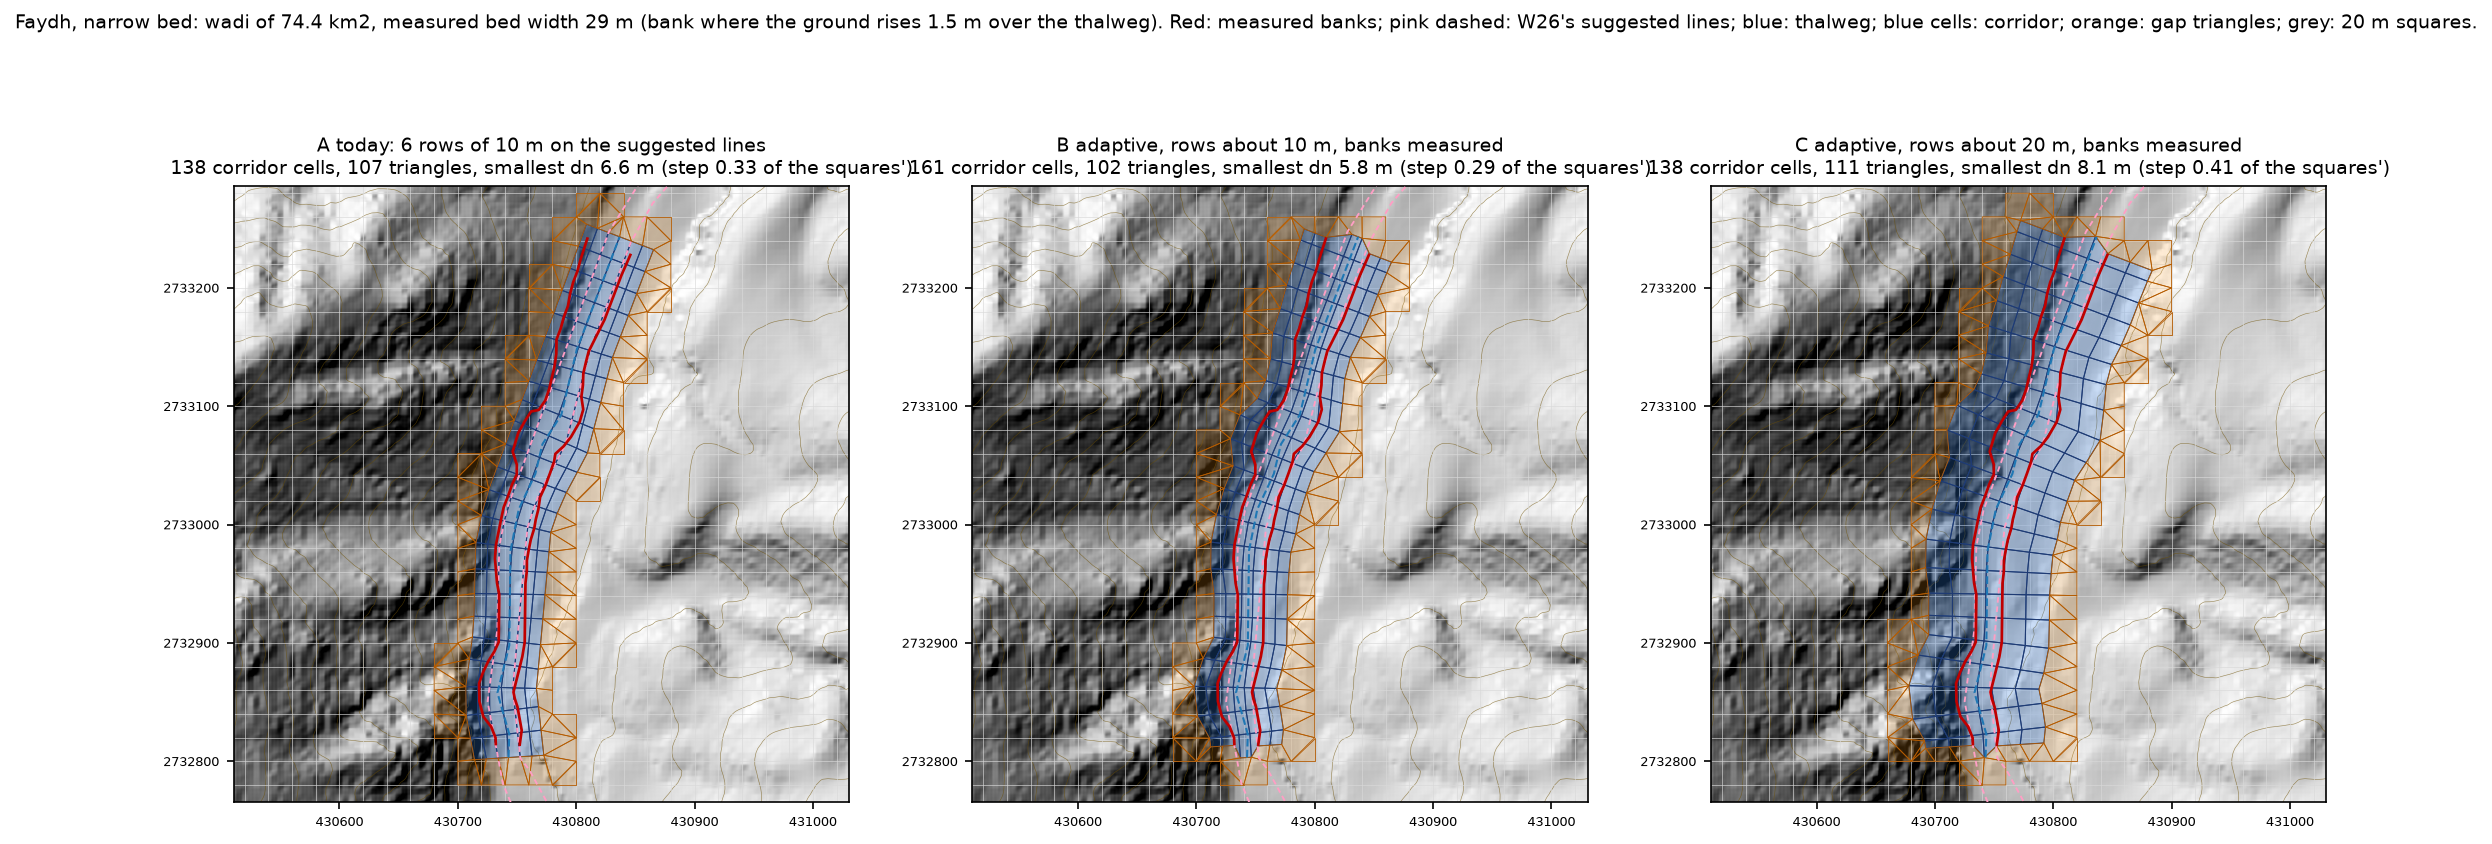 Faydh, narrow bed: wadi of 74.4 km2, measured bed width 29 m (bank where the ground rises 1.5 m over the thalweg). Red: measured banks; pink dashed: W26's suggested lines; blue: thalweg; blue cells: corridor; orange: gap triangles; grey: 20 m squares.
A today: 6 rows of 10 m on the suggested lines
138 corridor cells, 107 triangles, smallest dn 6.6 m (step 0.33 of the squares')
2733200
2733100
2733000
2732900
2732800
430600 430700 430800 430900 431000
B adaptive, rows about 10 m, banks measured
161 corridor cells, 102 triangles, smallest dn 5.8 m (step 0.29 of the squares')
2733200
2733100
2733000
2732900
2732800
430600 430700 430800 430900 431000
C adaptive, rows about 20 m, banks measured
138 corridor cells, 111 triangles, smallest dn 8.1 m (step 0.41 of the squares')
2733200
2733100
2733000
2732900
2732800
430600 430700 430800 430900 431000